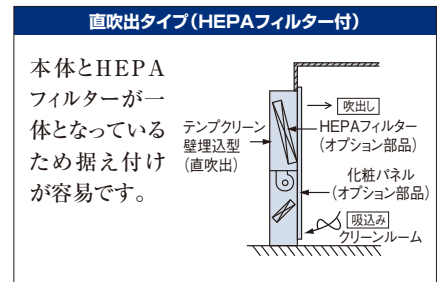 直吹出タイプ(HEPAフィルター付)
本体とHEPA
フィルターが一
体となっている
ため据え付け
が容易です。
テンプクリーン
壁埋込型
(直吹出)
吹出し
HEPAフィルター
(オプション部品)
化粧パネル
(オプション部品)
吸込み
クリーンルーム